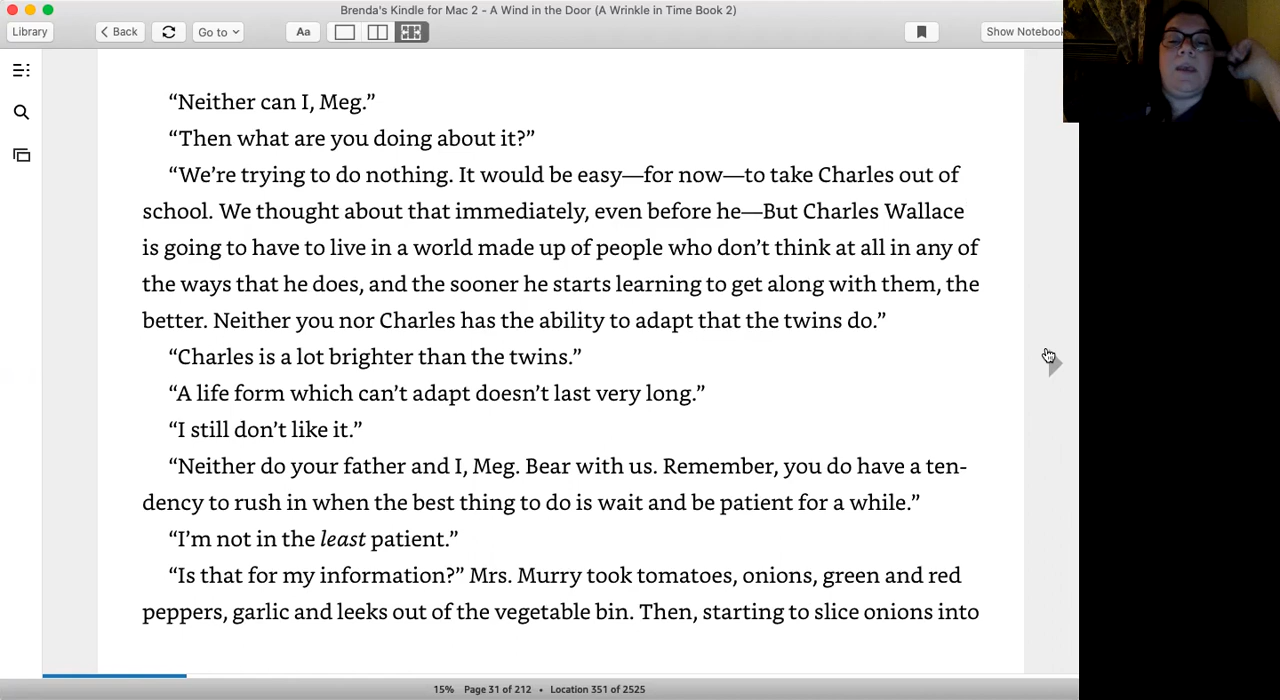 Brenda's Kindle for Mac 2 - A Wind in the Door (A Wrinkle in Time Book 2)
Library
Back
Go to
Aa
Show Notebook
“Neither can I, Meg.”
“Then what are you doing about it?”
“We’re trying to do nothing. It would be easy—for now—to take Charles out of
school. We thought about that immediately, even before he—But Charles Wallace
is going to have to live in a world made up of people who don’t think at all in any of
the ways that he does, and the sooner he starts learning to get along with them, the
better. Neither you nor Charles has the ability to adapt that the twins do.”
“Charles is a lot brighter than the twins.”
“A life form which can’t adapt doesn’t last very long.”
“I still don’t like it.”
“Neither do your father and I, Meg. Bear with us. Remember, you do have a ten-
dency to rush in when the best thing to do is wait and be patient for a while.”
“I’m not in the least patient.”
“Is that for my information?” Mrs. Murry took tomatoes, onions, green and red
peppers, garlic and leeks out of the vegetable bin. Then, starting to slice onions into
15% Page 31 of 212 • Location 351 of 2525